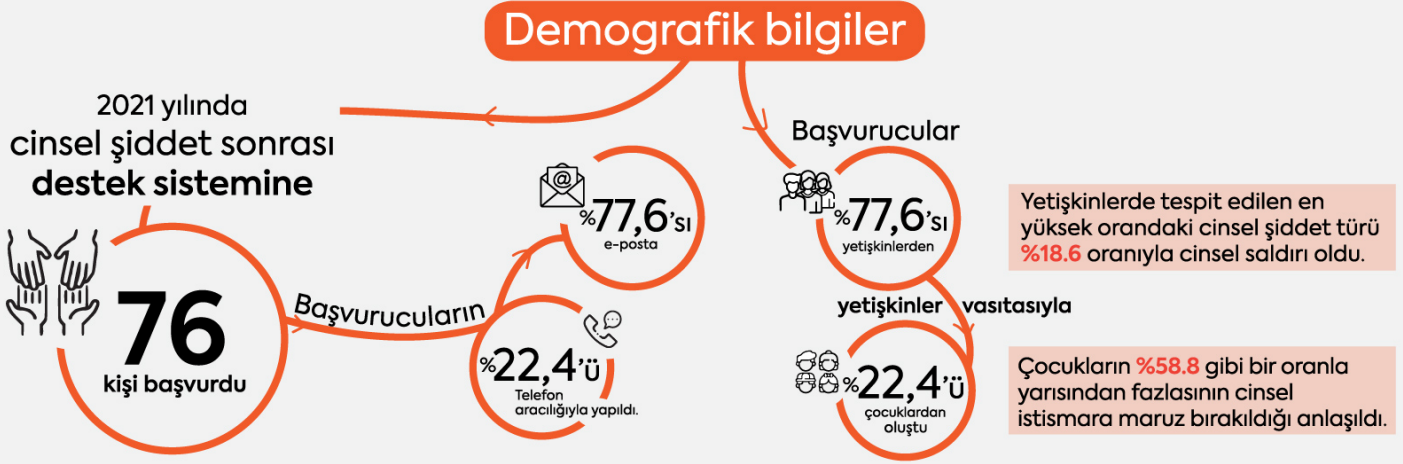 Demografik bilgiler
2021 yılında
cinsel şiddet sonrası
destek sistemine
76
kişi başvurdu
Başvurucuların
%77,6'sı
e-posta
%22,4'ü
Telefon
aracılığıyla yapıldı.
Başvurucular
%77,6'sı
yetişkinlerden
yetişkinler vasıtasıyla
%22,4'ü
çocuklardan
oluştu
Yetişkinlerde tespit edilen en
yüksek orandaki cinsel şiddet türü
%18.6 oranıyla cinsel saldırı oldu.
Çocukların %58.8 gibi bir oranla
yarısından fazlasının cinsel
istismara maruz bırakıldığı anlaşıldı.